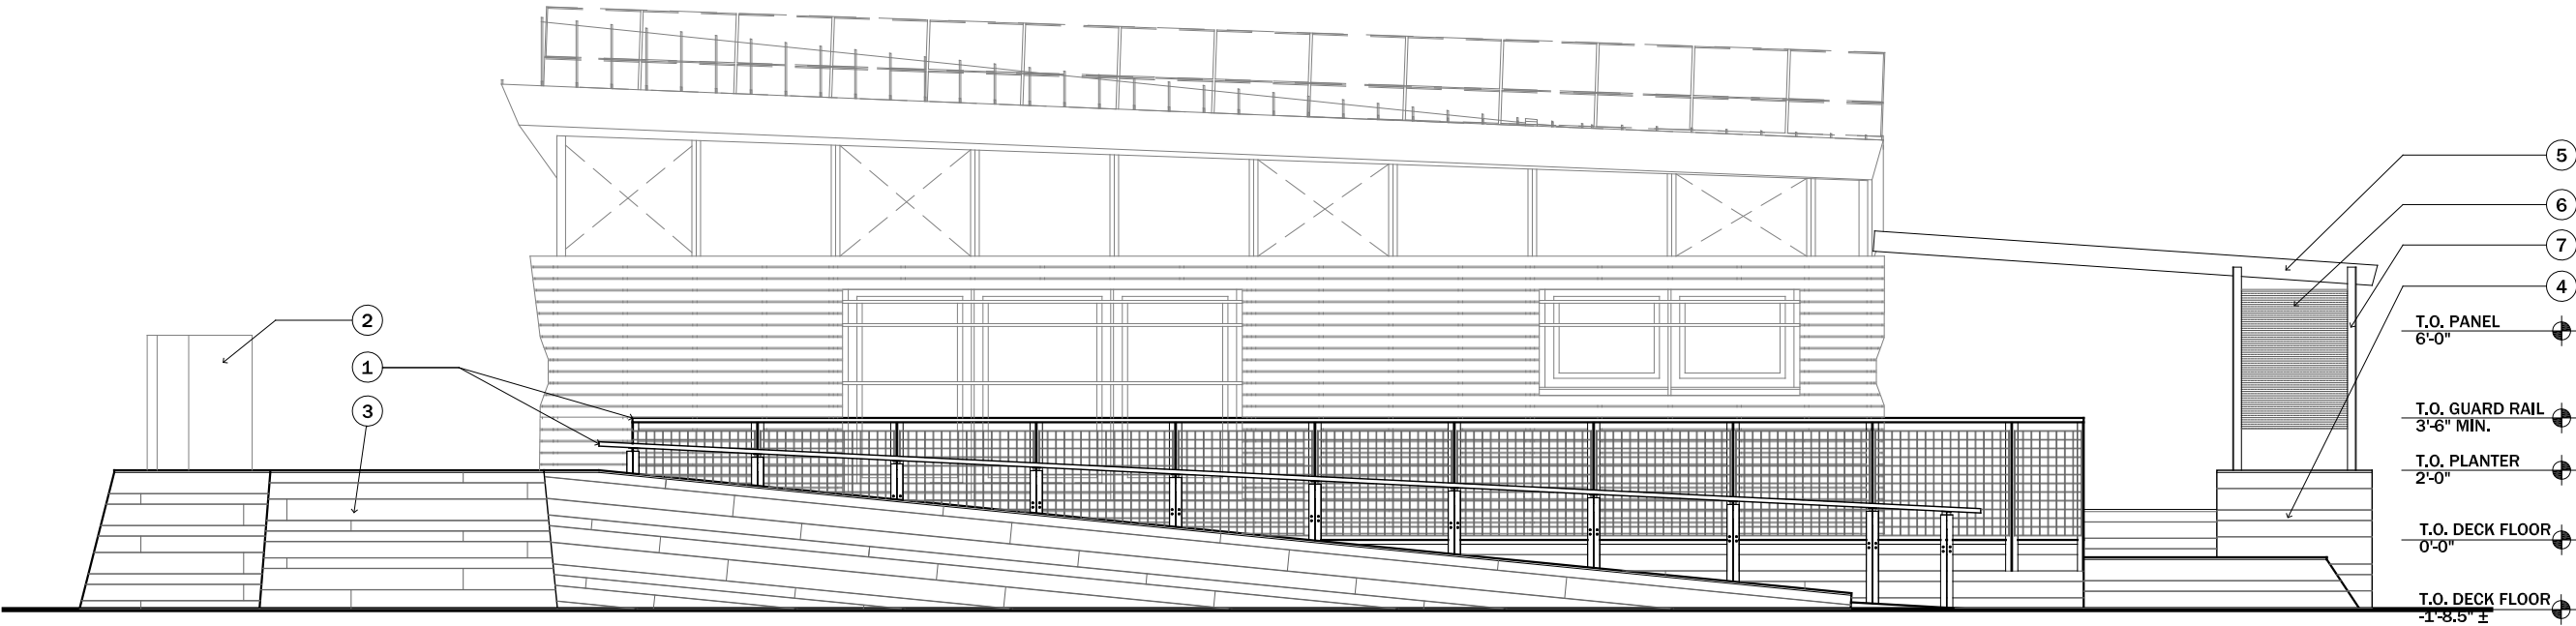 5
6
7
4
2
1
3
T.O. PANEL
6'-0"
T.O. GUARD RAIL
3'-6" MIN.
T.O. PLANTER
2'-0"
T.O. DECK FLOOR
0'-0"
T.O. DECK FLOOR
-1'-8.5" ±